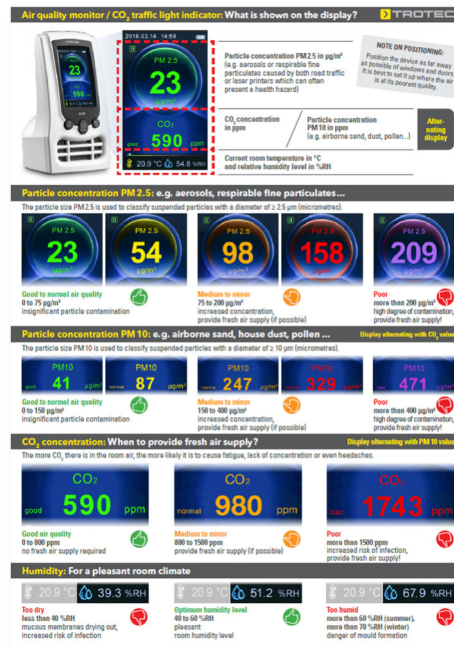 Air quality monitor / CO₂ traffic light indicator: What is shown on the display?
TROTEC
2018.02.14 14:58
PM 2.5
23
µg/m³
CO₂
good 590 ppm
20.9 °C 54.8 %RH
Particle concentration PM 2.5 in µg/m³
(e.g. aerosols or respirable fine
particulates caused by both road traffic
or laser printers which can often
present a health hazard)
NOTE ON POSITIONING:
Position the device as far away
as possible of windows and doors.
It is best to set it up where the air
is at its poorest quality.
CO₂ concentration
in ppm
Particle concentration
PM 10 in ppm
(e.g. airborne sand, dust, pollen...)
Alter-
nating
display
Current room temperature in °C
and relative humidity level in %RH
Particle concentration PM 2.5: e.g. aerosols, respirable fine particulates...
The particle size PM 2.5 is used to classify suspended particles with a diameter of ≥ 2.5 µm (micrometres).
PM 2.5
23
µg/m³
PM 2.5
54
µg/m³
PM 2.5
98
µg/m³
PM 2.5
158
µg/m³
PM 2.5
209
µg/m³
Good to normal air quality
0 to 75 µg/m³
insignificant particle contamination
Medium to minor
75 to 200 µg/m³
increased concentration,
provide fresh air supply (if possible)
Poor
more than 200 µg/m³
high degree of contamination,
provide fresh air supply!
Particle concentration PM 10: e.g. airborne sand, house dust, pollen ...
Display alternating with CO₂ value
The particle size PM 10 is used to classify suspended particles with a diameter of ≥ 10 µm (micrometres).
PM10
good 41 µg/m³
PM10
normal 87 µg/m³
PM10
normal 247 µg/m³
PM10
329 µg/m³
PM10
471 µg/m³
Good to normal air quality
0 to 150 µg/m³
insignificant particle contamination
Medium to minor
150 to 400 µg/m³
increased concentration,
provide fresh air supply (if possible)
Poor
more than 400 µg/m³
high degree of contamination,
provide fresh air supply!
CO₂ concentration: When to provide fresh air supply?
Display alternating with PM 10 value
The more CO₂ there is in the room air, the more likely it is to cause fatigue, lack of concentration or even headaches.
CO₂
good 590 ppm
CO₂
normal 980 ppm
CO₂
bad 1743 ppm
Good air quality
0 to 800 ppm
no fresh air supply required
Medium to minor
800 to 1500 ppm
provide fresh air supply (if possible)
Poor
more than 1500 ppm
increased risk of infection,
provide fresh air supply!
Humidity: For a pleasant room climate
20.9 °C 39.3 %RH
20.9 °C 51.2 %RH
20.9 °C 67.9 %RH
Too dry
less than 40 %RH
mucous membranes drying out,
increased risk of infection
Optimum humidity level
40 to 60 %RH
pleasant
room humidity level
Too humid
more than 60 %RH (summer),
more than 70 %RH (winter)
danger of mould formation